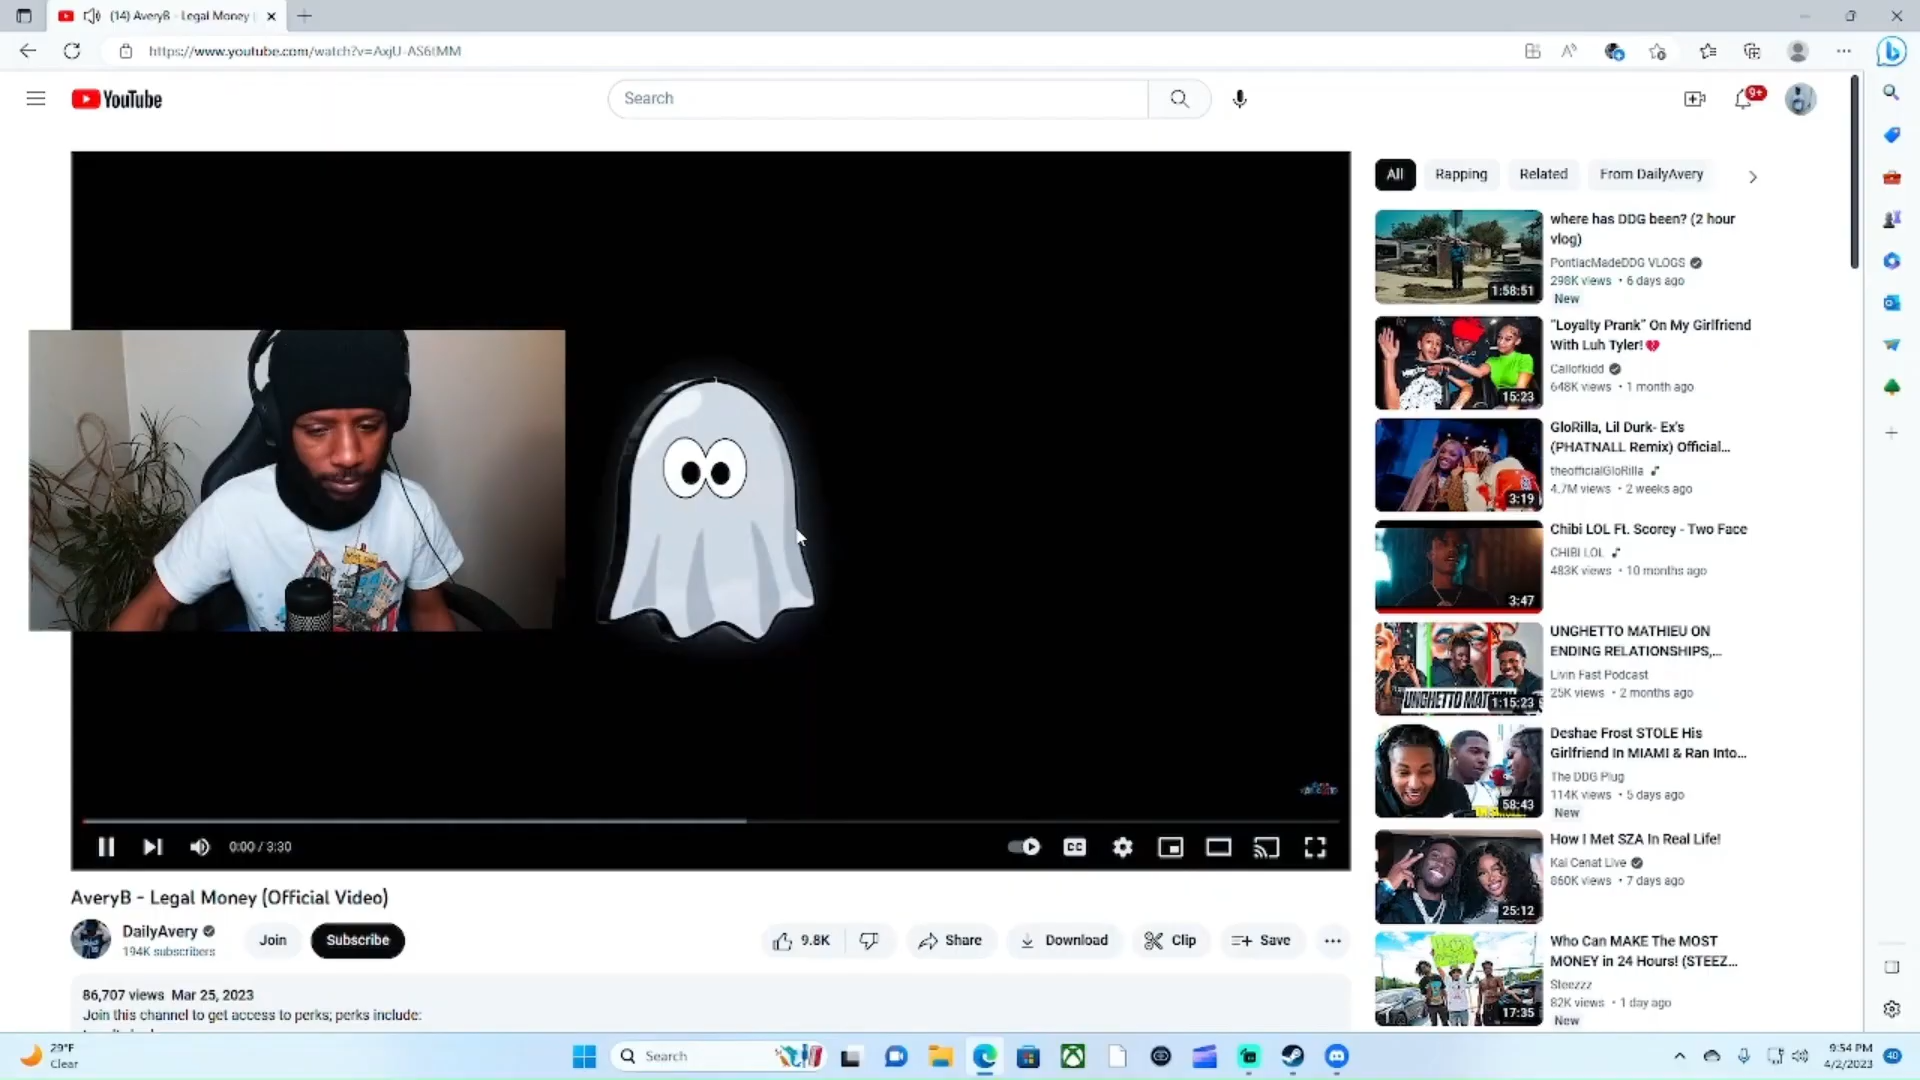 (14) AveryB - Legal Money |
https://www.youtube.com/watch?v=AxjU-AS6tMM
YouTube
Search
9+
All
Rapping
Related
From DailyAvery
where has DDG been? (2 hour
vlog)
PontiacMadeDDG VLOGS
298K views • 6 days ago
New
1:58:51
"Loyalty Prank" On My Girlfriend
With Luh Tyler!
Callofkidd
648K views • 1 month ago
15:23
GloRilla, Lil Durk- Ex's
(PHATNALL Remix) Official...
theofficialGloRilla
4.7M views • 2 weeks ago
3:19
Chibi LOL Ft. Scorey - Two Face
CHIBI LOL
483K views • 10 months ago
3:47
UNGHETTO MATHIEU ON
ENDING RELATIONSHIPS,...
Livin Fast Podcast
25K views • 2 months ago
UNGHETTO MATHI
1:15:23
Deshae Frost STOLE His
Girlfriend In MIAMI & Ran Into...
The DDG Plug
114K views • 5 days ago
New
58:43
How I Met SZA In Real Life!
Kai Cenat Live
860K views • 7 days ago
25:12
Who Can MAKE The MOST
MONEY in 24 Hours! (STEEZ...
Steezzz
82K views • 1 day ago
New
17:35
0:00 / 3:30
CC
AveryB - Legal Money (Official Video)
DailyAvery
194K subscribers
Join
Subscribe
9.8K
Share
Download
Clip
Save
86,707 views Mar 25, 2023
Join this channel to get access to perks; perks include:
29°F
Clear
Search
9:54 PM
4/2/2023
40